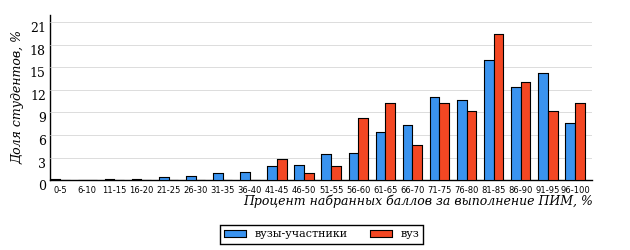 Доля студентов, %
21
18
15
12
9
6
3
0
0-5 6-10 11-15 16-20 21-25 26-30 31-35 36-40 41-45 46-50 51-55 56-60 61-65 66-70 71-75 76-80 81-85 86-90 91-95 96-100
Процент набранных баллов за выполнение ПИМ, %
вузы-участники вуз